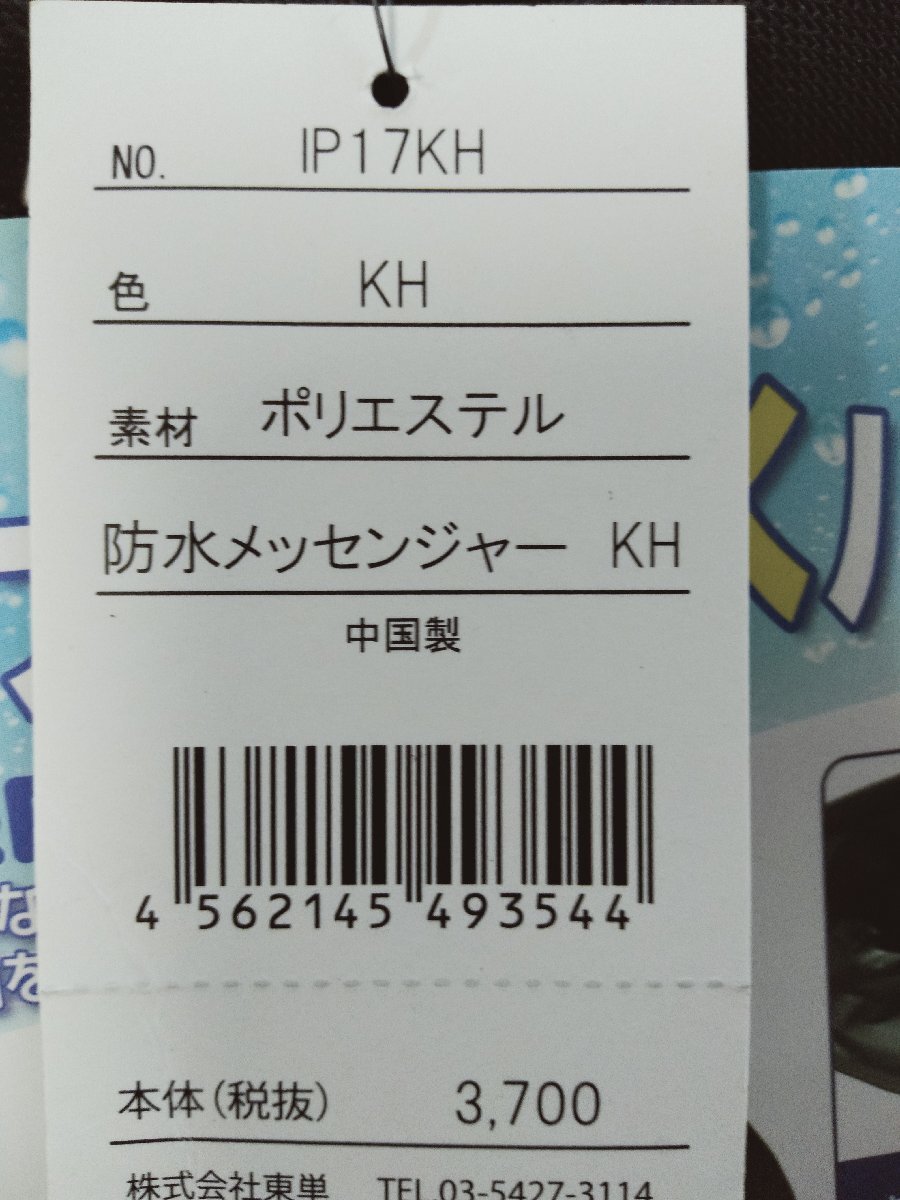 NO. IP17KH
色 KH
素材 ポリエステル
防水メッセンジャー KH
中国製
4 562145 493544
本体(税抜) 3,700
株式会社東単 TEL.03-5427-3114